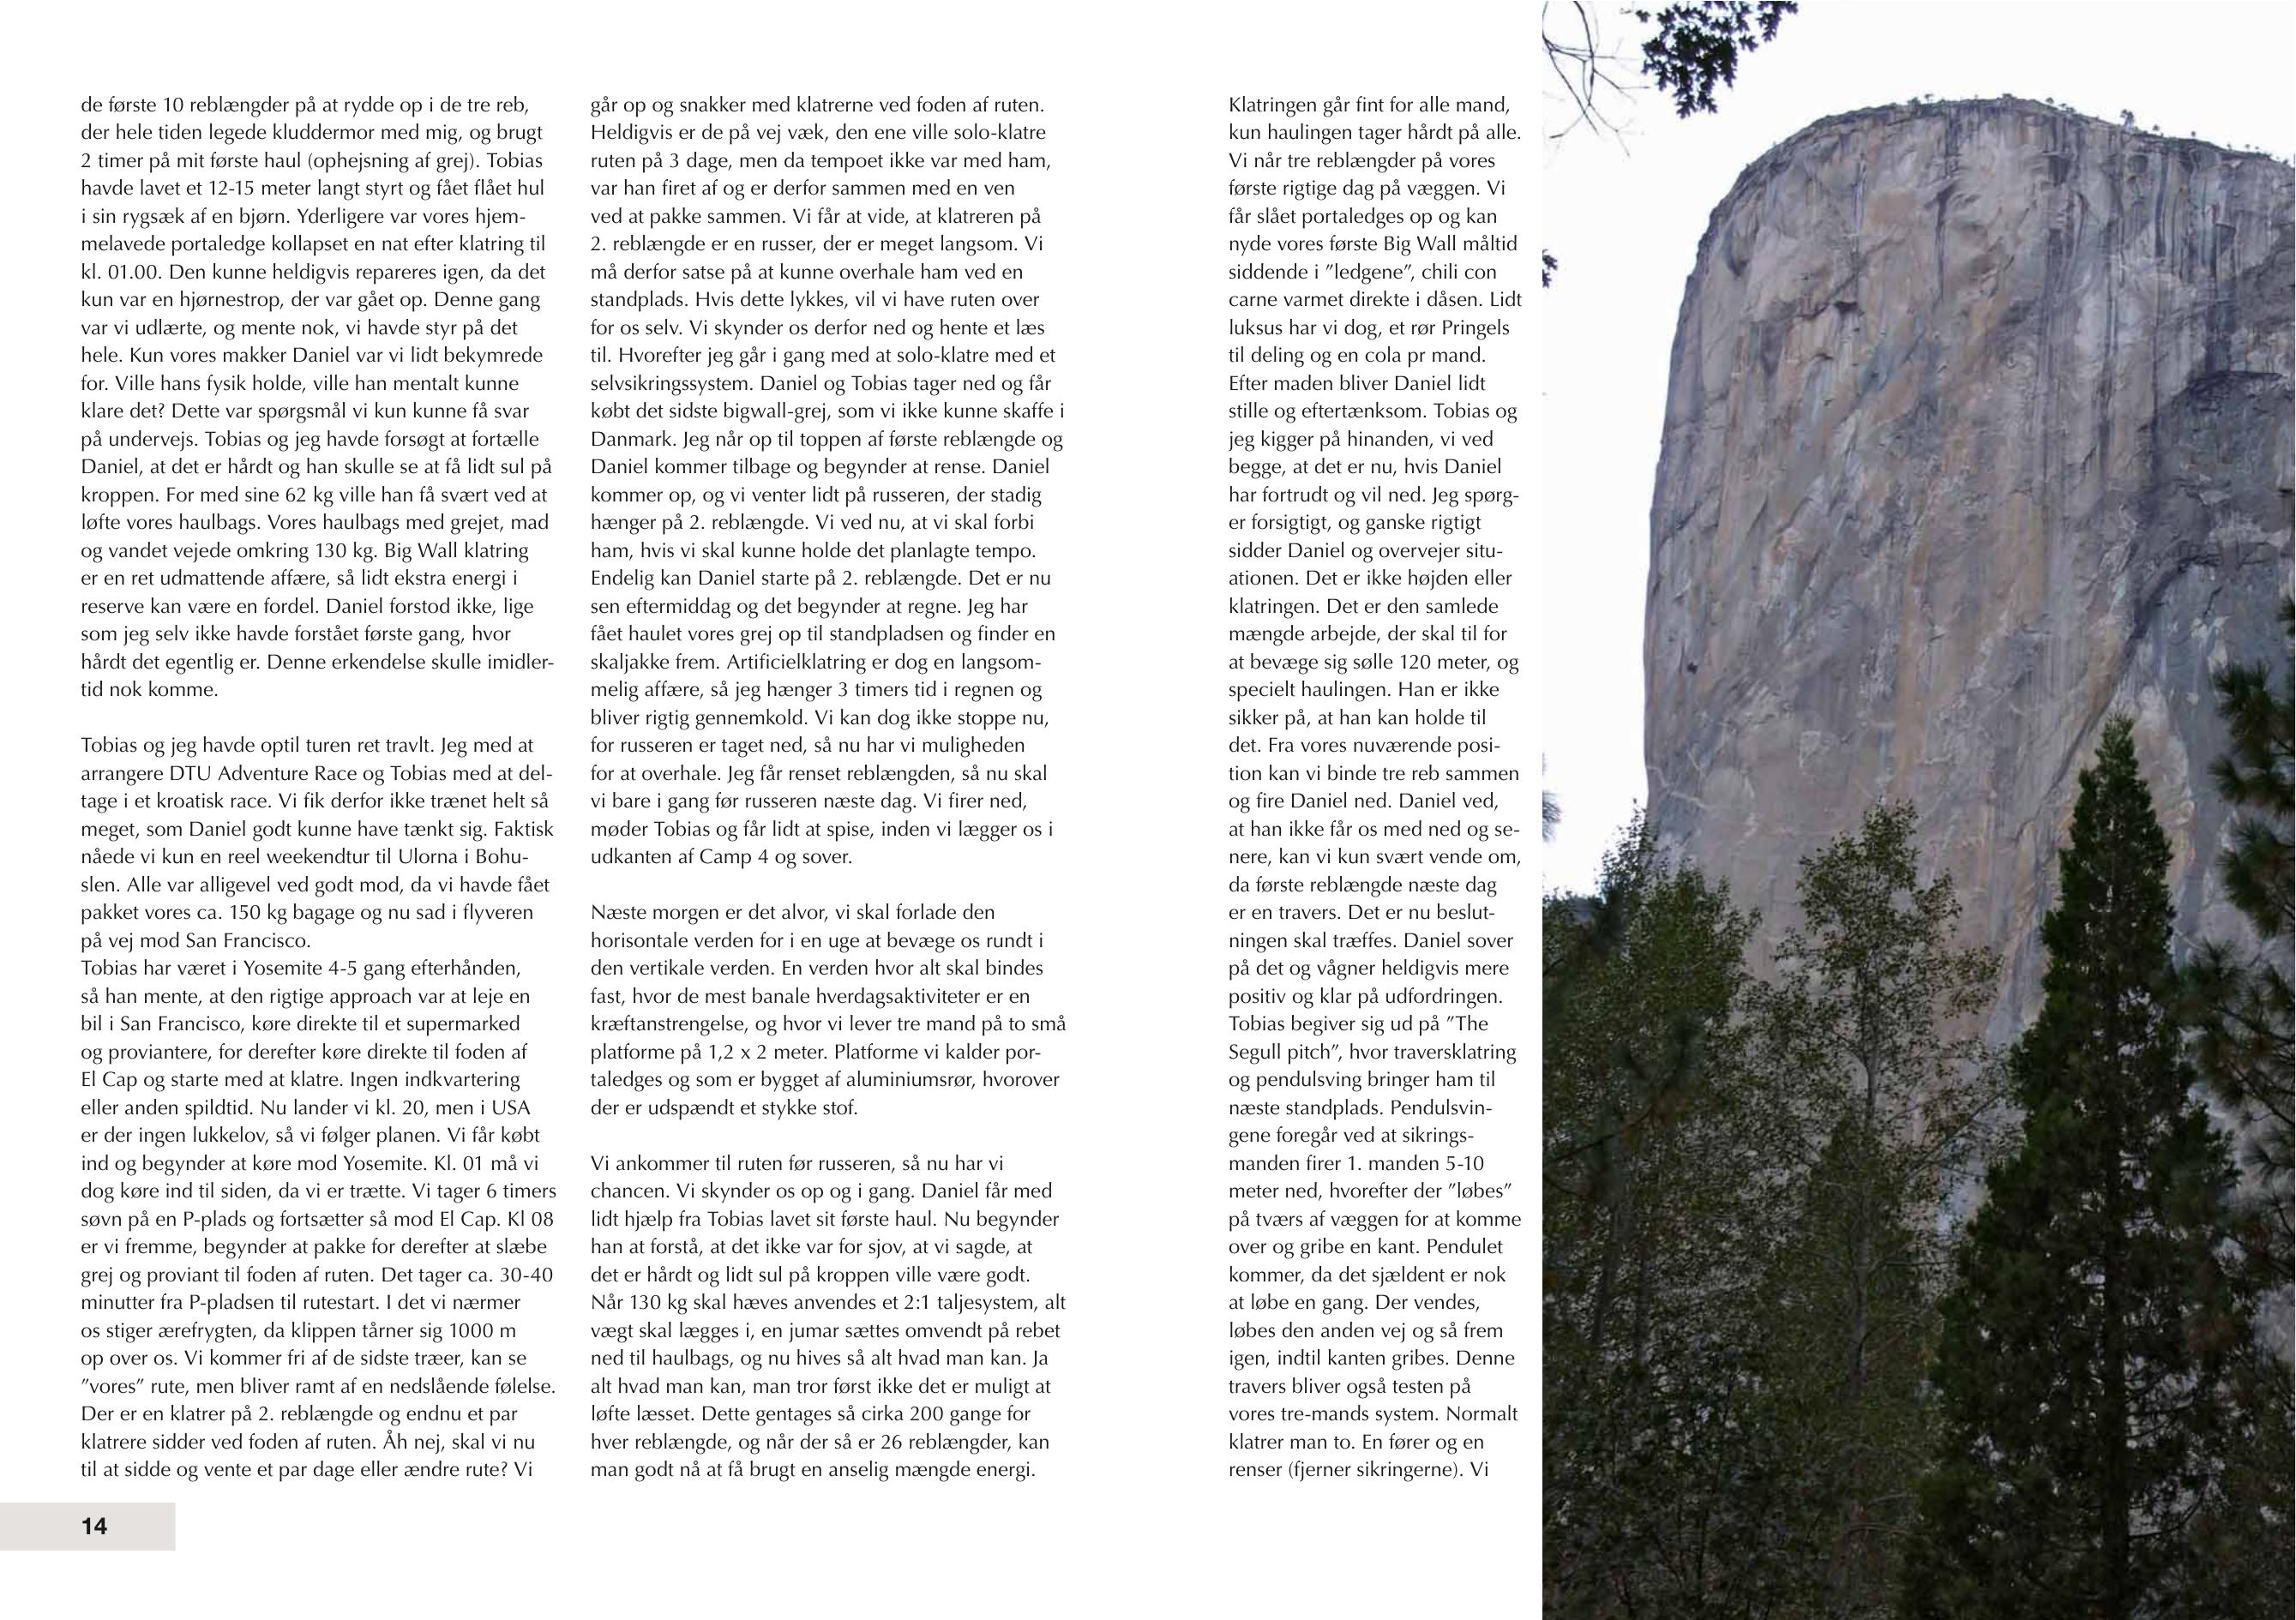 de første 10 reblængder på at rydde op i de tre reb,
der hele tiden legede kluddermor med mig, og brugt
2 timer på mit første haul (ophejsning af grej). Tobias
havde lavet et 12-15 meter langt styrt og fået flået hul
i sin rygsæk af en bjørn. Yderligere var vores hjem-
melavede portaledge kollapset en nat efter klatring til
kl. 01.00. Den kunne heldigvis repareres igen, da det
kun var en hjørnestrop, der var gået op. Denne gang
var vi udlærte, og mente nok, vi havde styr på det
hele. Kun vores makker Daniel var vi lidt bekymrede
for. Ville hans fysik holde, ville han mentalt kunne
klare det? Dette var spørgsmål vi kun kunne få svar
på undervejs. Tobias og jeg havde forsøgt at fortælle
Daniel, at det er hårdt og han skulle se at få lidt sul på
kroppen. For med sine 62 kg ville han få svært ved at
løfte vores haulbags. Vores haulbags med grejet, mad
og vandet vejede omkring 130 kg. Big Wall klatring
er en ret udmattende affære, så lidt ekstra energi i
reserve kan være en fordel. Daniel forstod ikke, lige
som jeg selv ikke havde forstået første gang, hvor
hårdt det egentlig er. Denne erkendelse skulle imidler-
tid nok komme.
Tobias og jeg havde optil turen ret travlt. Jeg med at
arrangere DTU Adventure Race og Tobias med at del-
tage i et kroatisk race. Vi fik derfor ikke trænet helt så
meget, som Daniel godt kunne have tænkt sig. Faktisk
nåede vi kun en reel weekendtur til Ulorna i Bohu-
slen. Alle var alligevel ved godt mod, da vi havde fået
pakket vores ca. 150 kg bagage og nu sad i flyveren
på vej mod San Francisco.
Tobias har været i Yosemite 4-5 gang efterhånden,
så han mente, at den rigtige approach var at leje en
bil i San Francisco, køre direkte til et supermarked
og proviantere, for derefter køre direkte til foden af
El Cap og starte med at klatre. Ingen indkvartering
eller anden spildtid. Nu lander vi kl. 20, men i USA
er der ingen lukkelov, så vi følger planen. Vi får købt
ind og begynder at køre mod Yosemite. Kl. 01 må vi
dog køre ind til siden, da vi er trætte. Vi tager 6 timers
søvn på en P-plads og fortsætter så mod El Cap. Kl 08
er vi fremme, begynder at pakke for derefter at slæbe
grej og proviant til foden af ruten. Det tager ca. 30-40
minutter fra P-pladsen til rutestart. I det vi nærmer
os stiger ærefrygten, da klippen tårner sig 1000 m
op over os. Vi kommer fri af de sidste træer, kan se
”vores” rute, men bliver ramt af en nedslående følelse.
Der er en klatrer på 2. reblængde og endnu et par
klatrere sidder ved foden af ruten. Åh nej, skal vi nu
til at sidde og vente et par dage eller ændre rute? Vi
går op og snakker med klatrerne ved foden af ruten.
Heldigvis er de på vej væk, den ene ville solo-klatre
ruten på 3 dage, men da tempoet ikke var med ham,
var han firet af og er derfor sammen med en ven
ved at pakke sammen. Vi får at vide, at klatreren på
2. reblængde er en russer, der er meget langsom. Vi
må derfor satse på at kunne overhale ham ved en
standplads. Hvis dette lykkes, vil vi have ruten over
for os selv. Vi skynder os derfor ned og hente et læs
til. Hvorefter jeg går i gang med at solo-klatre med et
selvsikringssystem. Daniel og Tobias tager ned og får
købt det sidste bigwall-grej, som vi ikke kunne skaffe i
Danmark. Jeg når op til toppen af første reblængde og
Daniel kommer tilbage og begynder at rense. Daniel
kommer op, og vi venter lidt på russeren, der stadig
hænger på 2. reblængde. Vi ved nu, at vi skal forbi
ham, hvis vi skal kunne holde det planlagte tempo.
Endelig kan Daniel starte på 2. reblængde. Det er nu
sen eftermiddag og det begynder at regne. Jeg har
fået haulet vores grej op til standpladsen og finder en
skaljakke frem. Artificielklatring er dog en langsom-
melig affære, så jeg hænger 3 timers tid i regnen og
bliver rigtig gennemkold. Vi kan dog ikke stoppe nu,
for russeren er taget ned, så nu har vi muligheden
for at overhale. Jeg får renset reblængden, så nu skal
vi bare i gang før russeren næste dag. Vi firer ned,
møder Tobias og får lidt at spise, inden vi lægger os i
udkanten af Camp 4 og sover.
Næste morgen er det alvor, vi skal forlade den
horisontale verden for i en uge at bevæge os rundt i
den vertikale verden. En verden hvor alt skal bindes
fast, hvor de mest banale hverdagsaktiviteter er en
kræftanstrengelse, og hvor vi lever tre mand på to små
platforme på 1,2 x 2 meter. Platforme vi kalder por-
taledges og som er bygget af aluminiumsrør, hvorover
der er udspændt et stykke stof.
Vi ankommer til ruten før russeren, så nu har vi
chancen. Vi skynder os op og i gang. Daniel får med
lidt hjælp fra Tobias lavet sit første haul. Nu begynder
han at forstå, at det ikke var for sjov, at vi sagde, at
det er hårdt og lidt sul på kroppen ville være godt.
Når 130 kg skal hæves anvendes et 2:1 taljesystem, alt
vægt skal lægges i, en jumar sættes omvendt på rebet
ned til haulbags, og nu hives så alt hvad man kan. Ja
alt hvad man kan, man tror først ikke det er muligt at
løfte læsset. Dette gentages så cirka 200 gange for
hver reblængde, og når der så er 26 reblængder, kan
man godt nå at få brugt en anselig mængde energi.
Klatringen går fint for alle mand,
kun haulingen tager hårdt på alle.
Vi når tre reblængder på vores
første rigtige dag på væggen. Vi
får slået portaledges op og kan
nyde vores første Big Wall måltid
siddende i ”ledgene”, chili con
carne varmet direkte i dåsen. Lidt
luksus har vi dog, et rør Pringels
til deling og en cola pr mand.
Efter maden bliver Daniel lidt
stille og eftertænksom. Tobias og
jeg kigger på hinanden, vi ved
begge, at det er nu, hvis Daniel
har fortrudt og vil ned. Jeg spørg-
er forsigtigt, og ganske rigtigt
sidder Daniel og overvejer situ-
ationen. Det er ikke højden eller
klatringen. Det er den samlede
mængde arbejde, der skal til for
at bevæge sig sølle 120 meter, og
specielt haulingen. Han er ikke
sikker på, at han kan holde til
det. Fra vores nuværende posi-
tion kan vi binde tre reb sammen
og fire Daniel ned. Daniel ved,
at han ikke får os med ned og se-
nere, kan vi kun svært vende om,
da første reblængde næste dag
er en travers. Det er nu beslut-
ningen skal træffes. Daniel sover
på det og vågner heldigvis mere
positiv og klar på udfordringen.
Tobias begiver sig ud på ”The
Segull pitch”, hvor traversklatring
og pendulsving bringer ham til
næste standplads. Pendulsvin-
gene foregår ved at sikrings-
manden firer 1. manden 5-10
meter ned, hvorefter der ”løbes”
på tværs af væggen for at komme
over og gribe en kant. Pendulet
kommer, da det sjældent er nok
at løbe en gang. Der vendes,
løbes den anden vej og så frem
igen, indtil kanten gribes. Denne
travers bliver også testen på
vores tre-mands system. Normalt
klatrer man to. En fører og en
renser (fjerner sikringerne). Vi
14